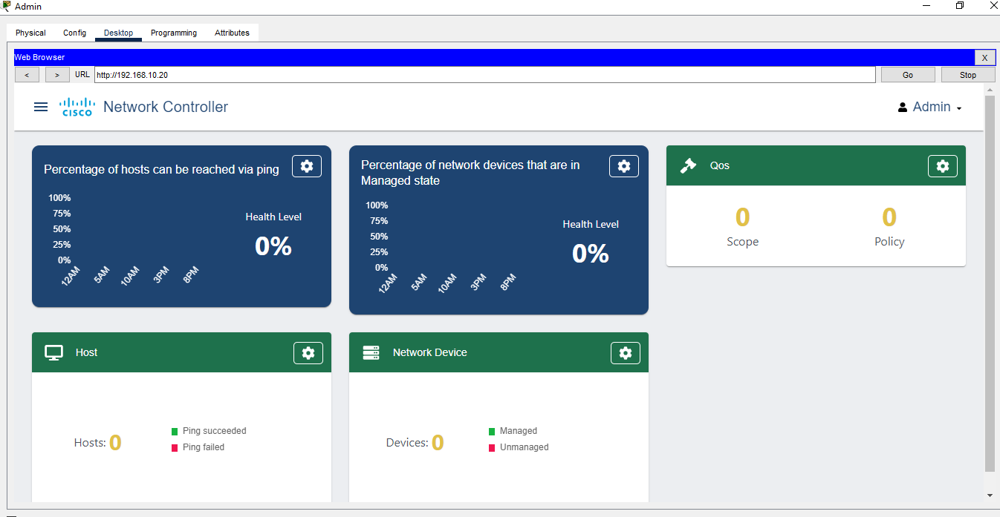 Admin
Physical Config Desktop Programming Attributes
Web Browser X
< > URL http://192.168.10.20 Go Stop
CISCO Network Controller Admin
Percentage of hosts can be reached via ping
100%
75%
50%
25%
0%
12AM 5AM 10AM 3PM 8PM
Health Level
0%
Percentage of network devices that are in
Managed state
100%
75%
50%
25%
0%
12AM 5AM 10AM 3PM 8PM
Health Level
0%
Qos
0 0
Scope Policy
Host
Hosts: 0
Ping succeeded
Ping failed
Network Device
Devices: 0
Managed
Unmanaged